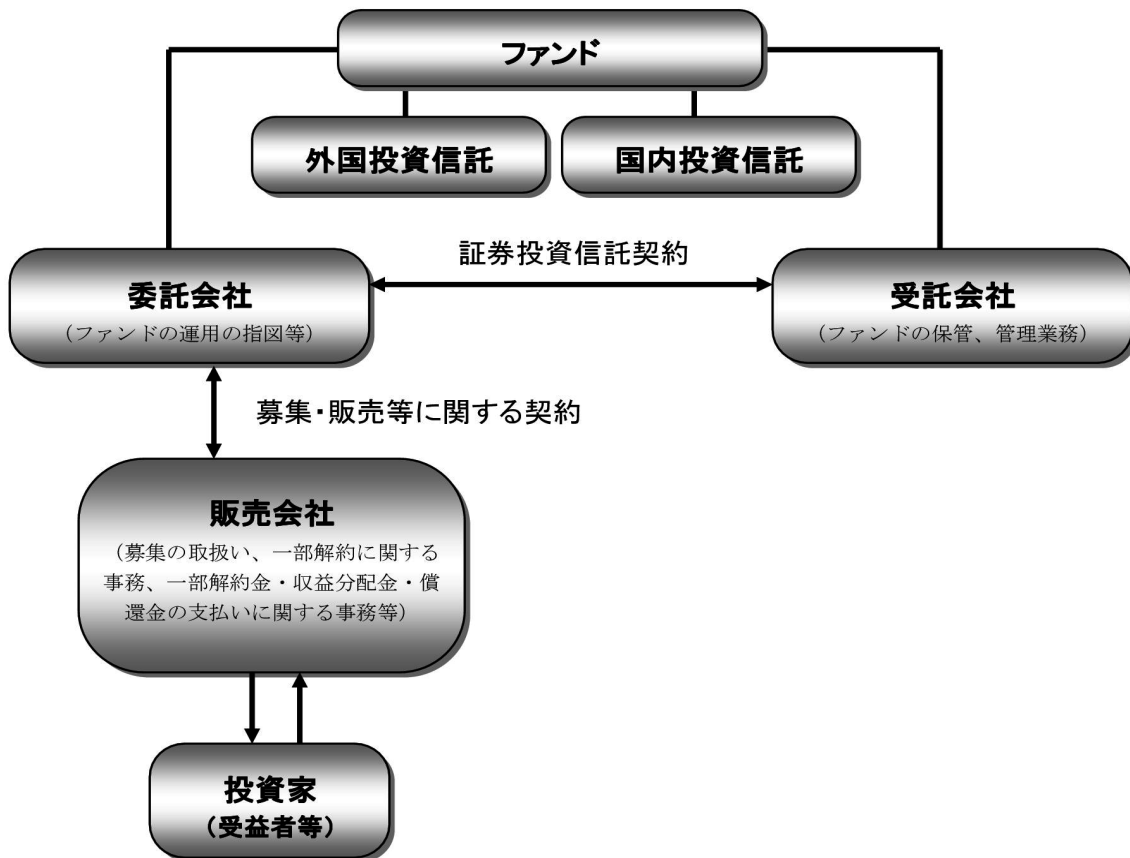 ファンド
外国投資信託
国内投資信託
証券投資信託契約
委託会社
（ファンドの運用の指図等）
受託会社
（ファンドの保管、管理業務）
募集・販売等に関する契約
販売会社
（募集の取扱い、一部解約に関する
事務、一部解約金・収益分配金・償
還金の支払いに関する事務等）
投資家
（受益者等）